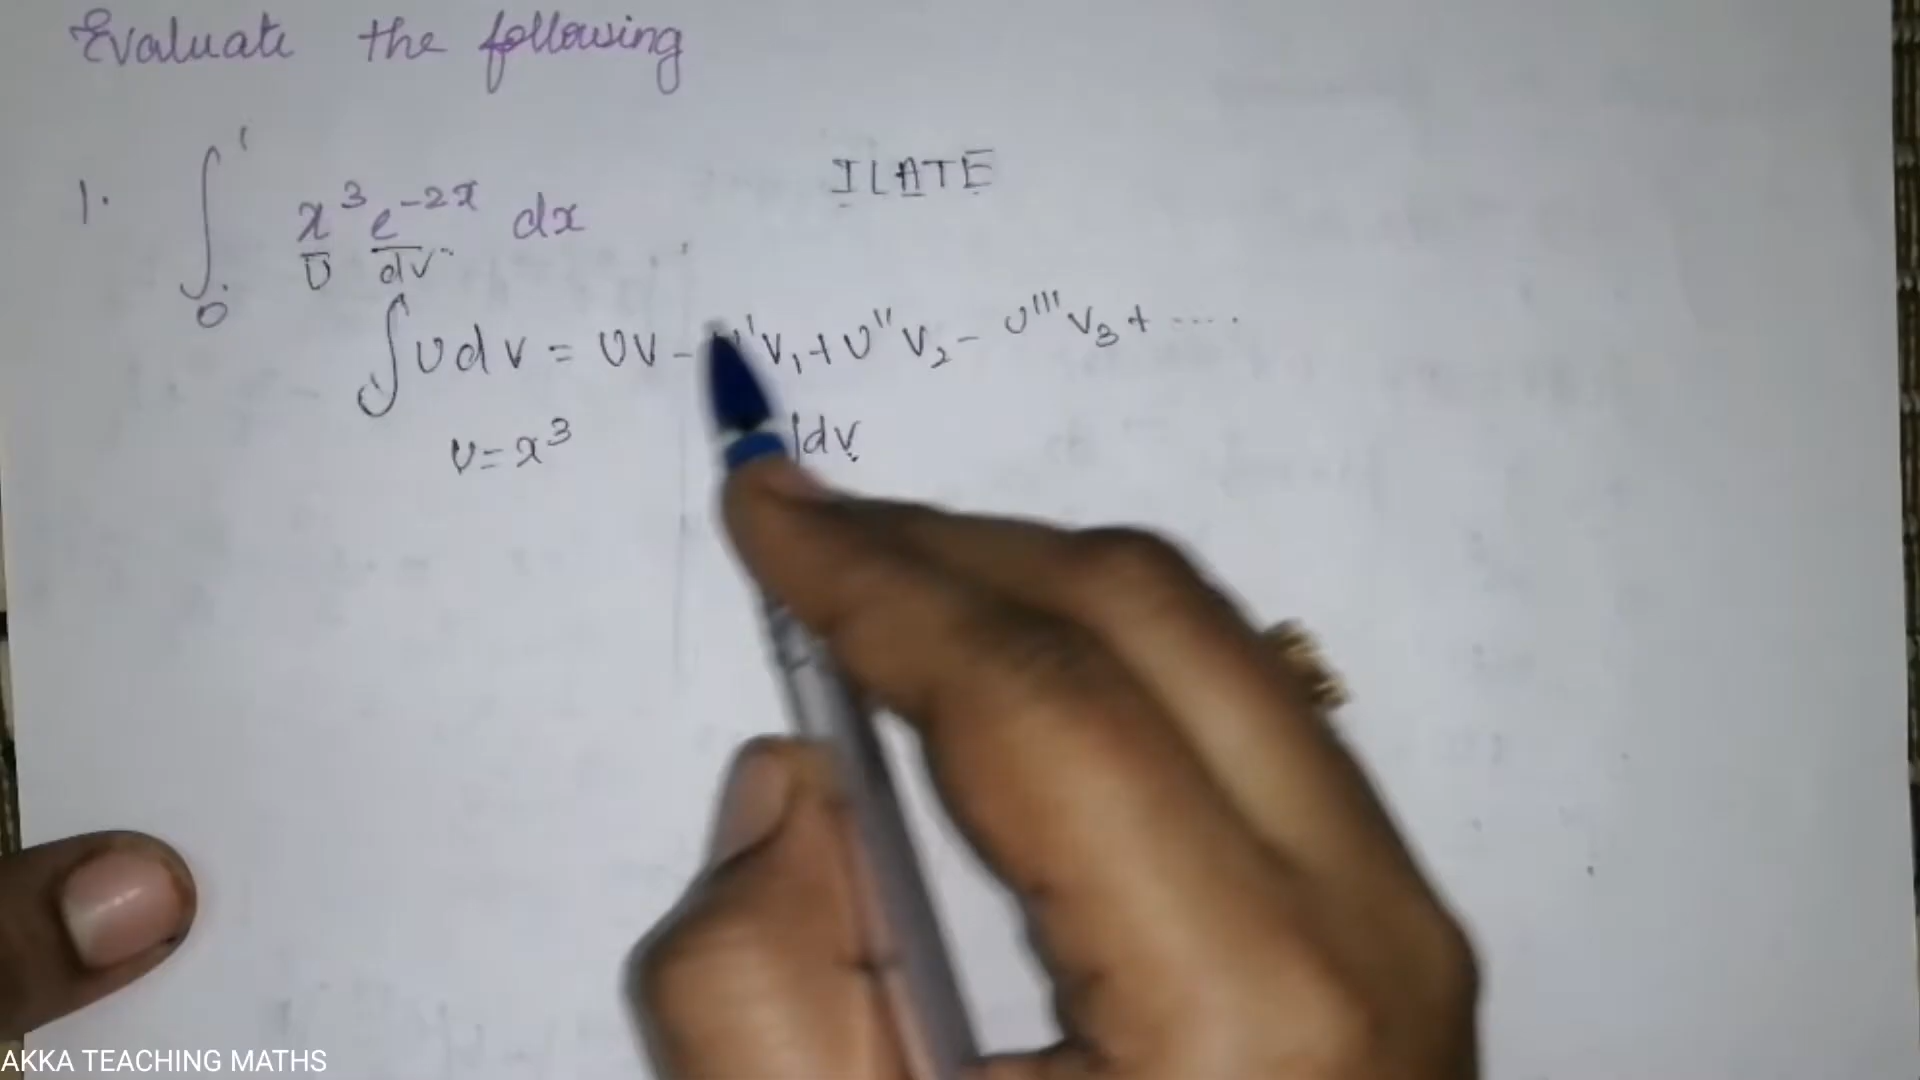 Evaluate the following
1. ∫₀¹ x³ e⁻²ˣ dx
ILATE
U dv
∫U dv = UV - U'V₁ + U''V₂ - U'''V₃ + ....
U = x³ ∫dv
AKKA TEACHING MATHS